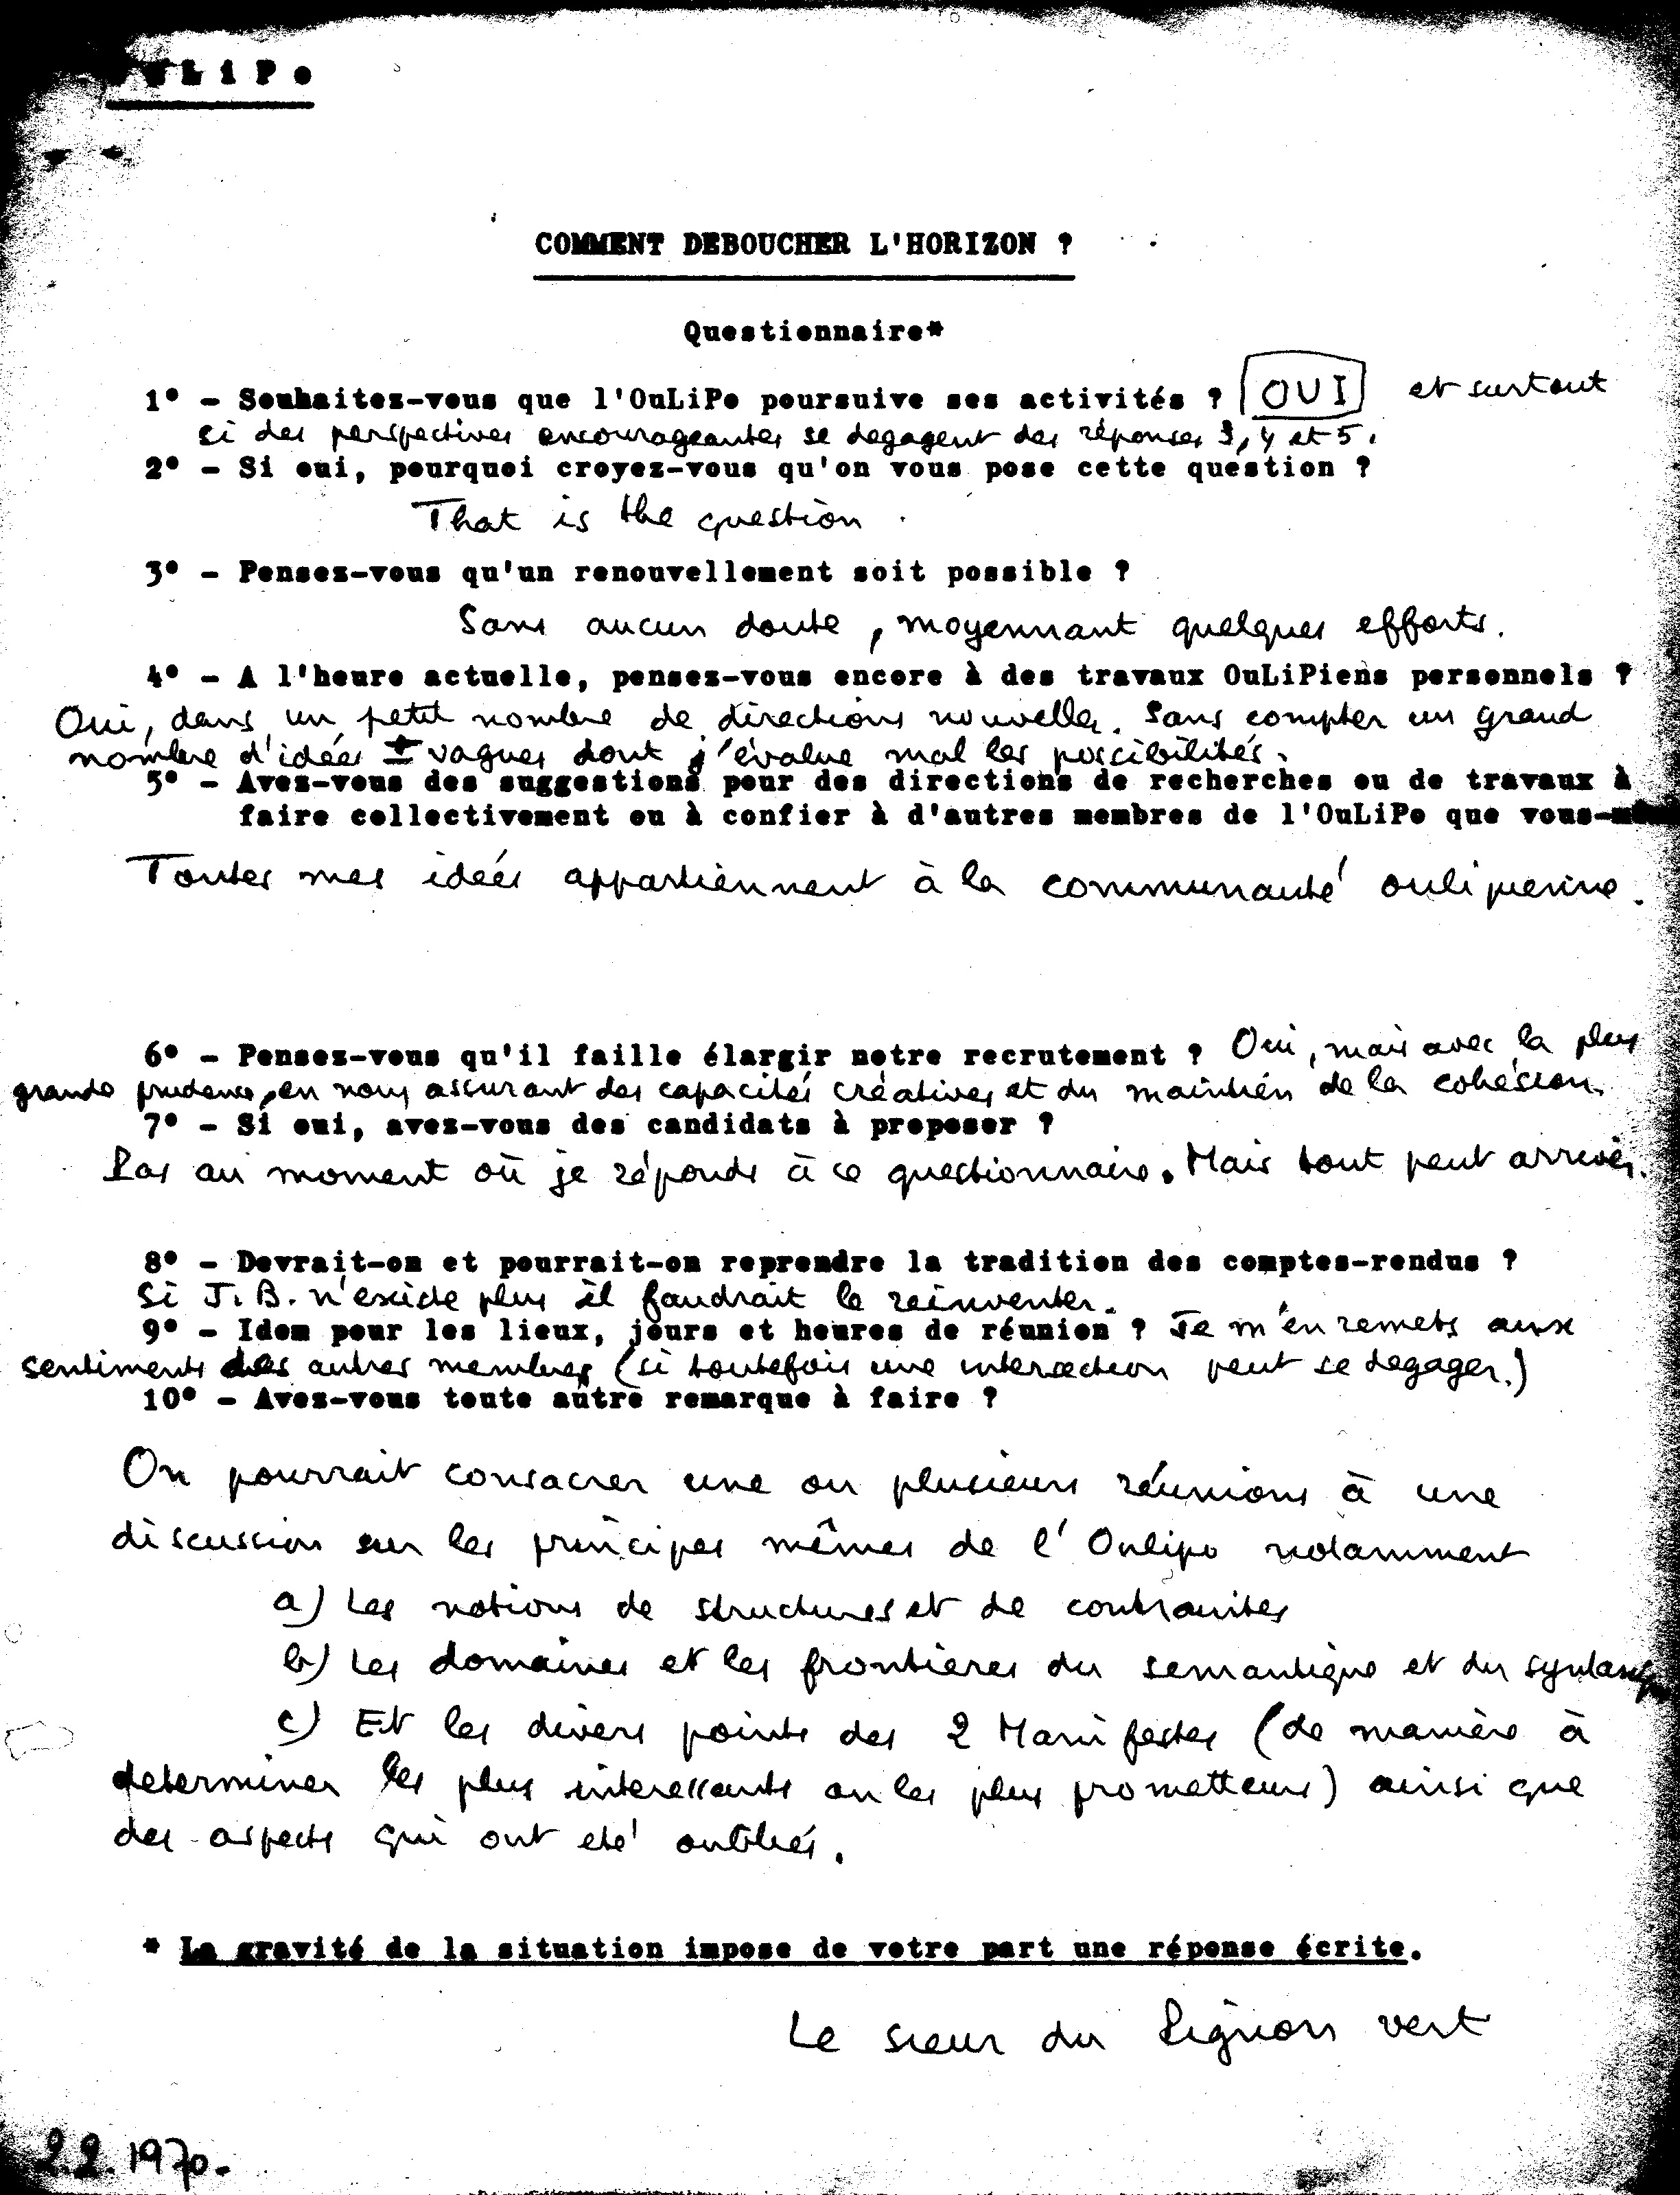 OuLiPo
COMMENT DEBOUCHER L'HORIZON ?
Questionnaire*
1° - Souhaitez-vous que l'OuLiPo poursuive ses activités ? OUI et surtout
si des perspectives encourageantes se degagent des réponses 3, 4 et 5.
2° - Si oui, pourquoi croyez-vous qu'on vous pose cette question ?
That is the question.
3° - Pensez-vous qu'un renouvellement soit possible ?
Sans aucun doute, moyennant quelques efforts.
4° - A l'heure actuelle, pensez-vous encore à des travaux OuLiPiens personnels ?
Oui, dans un petit nombre de directions nouvelles. Sans compter un grand
nombre d'idées ± vagues dont j'évalue mal les possibilités.
5° - Avez-vous des suggestions pour des directions de recherches ou de travaux à
faire collectivement ou à confier à d'autres membres de l'OuLiPo que vous-
Toutes mes idées appartiennent à la communauté oulipienne.
6° - Pensez-vous qu'il faille élargir notre recrutement ? Oui, mais avec la plus
grande prudence, en nous assurant des capacités créatives et du maintien de la cohésion.
7° - Si oui, avez-vous des candidats à proposer ?
Pas au moment où je réponds à ce questionnaire. Mais tout peut arriver.
8° - Devrait-on et pourrait-on reprendre la tradition des comptes-rendus ?
Si J. B. n'existe plus il faudrait le réinventer.
9° - Idem pour les lieux, jours et heures de réunion ? Je m'en remets aux
sentiments des autres membres (si toutefois une intersection peut se degager.)
10° - Avez-vous toute autre remarque à faire ?
On pourrait consacrer une ou plusieurs réunions à une
discussion sur les principes mêmes de l'Oulipo notamment
a) Les notions de structures et de contraintes
b) Les domaines et les frontières du semantique et du
c) Et les divers points des 2 Manifestes (de manière à
determiner les plus interessants ou les plus prometteurs) ainsi que
des aspects qui ont eté oubliés.
* La gravité de la situation impose de votre part une réponse écrite.
Le sieur du Pignon vert
2.2.1970.